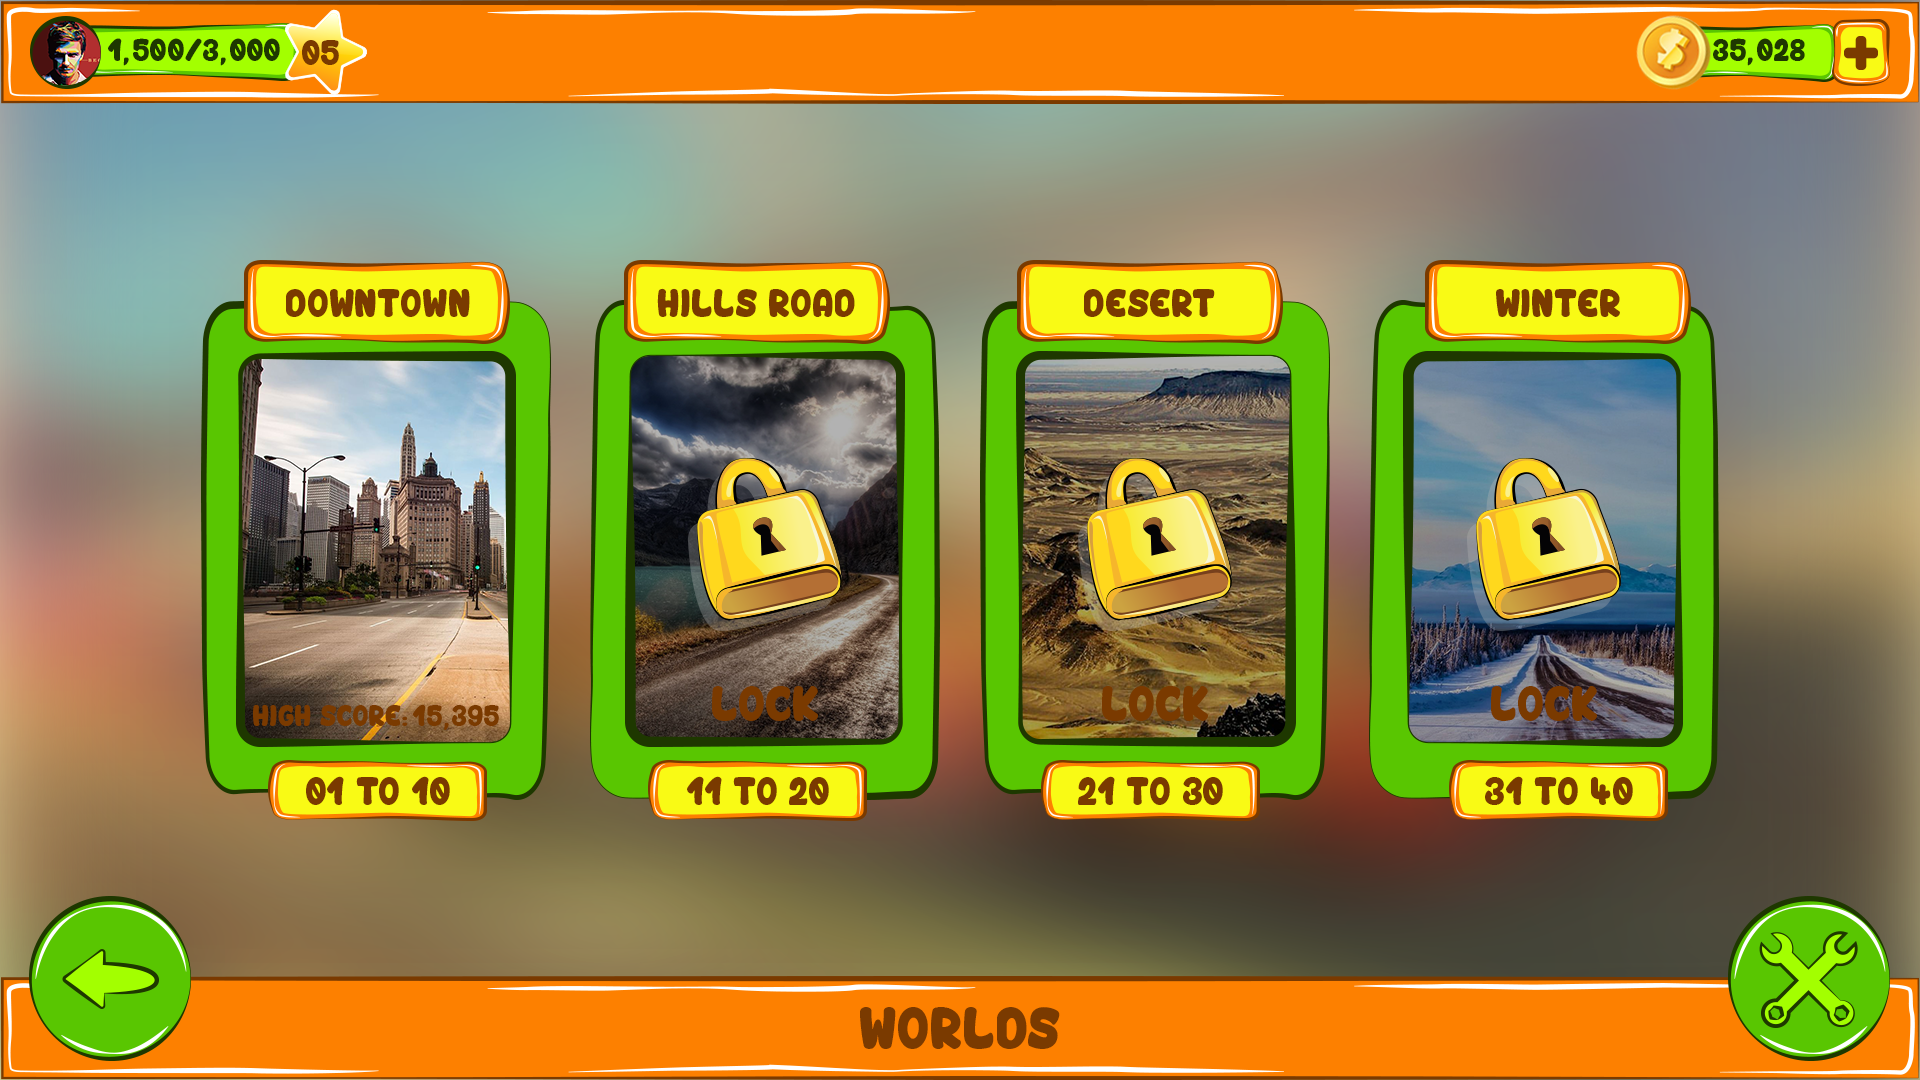 1,500/3,000
05
35,028
DOWNTOWN
HILLS ROAD
DESERT
WINTER
HIGH SCORE: 15,395
LOCK
LOCK
LOCK
01 TO 10
11 TO 20
21 TO 30
31 TO 40
WORLDS